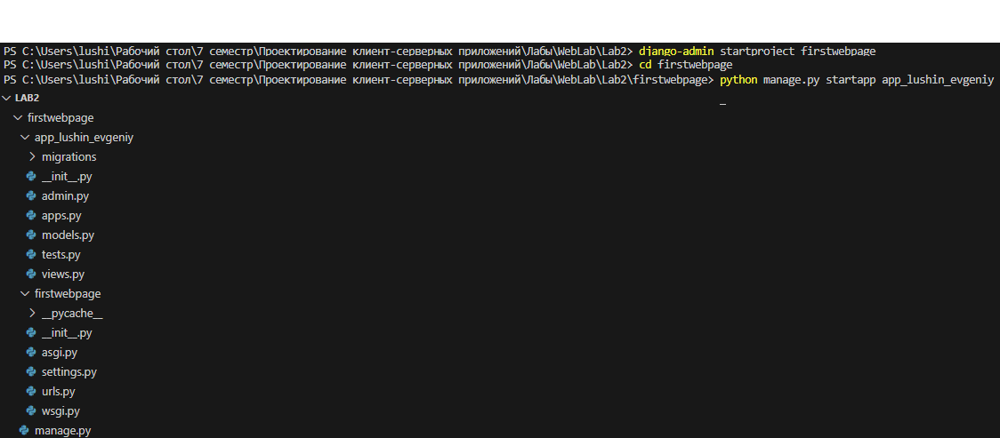 PS C:\Users\lushi\Рабочий стол\7 семестр\Проектирование клиент-серверных приложений\Лабы\WebLab\Lab2> django-admin startproject firstwebpage
PS C:\Users\lushi\Рабочий стол\7 семестр\Проектирование клиент-серверных приложений\Лабы\WebLab\Lab2> cd firstwebpage
PS C:\Users\lushi\Рабочий стол\7 семестр\Проектирование клиент-серверных приложений\Лабы\WebLab\Lab2\firstwebpage> python manage.py startapp app_lushin_evgeniy
LAB2
firstwebpage
app_lushin_evgeniy
migrations
__init__.py
admin.py
apps.py
models.py
tests.py
views.py
firstwebpage
__pycache__
__init__.py
asgi.py
settings.py
urls.py
wsgi.py
manage.py